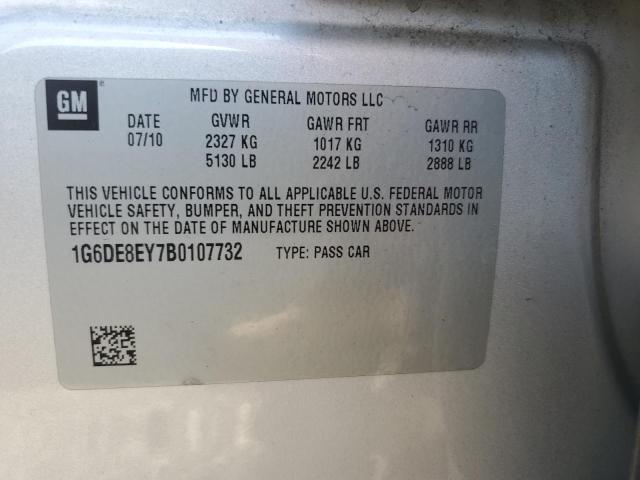 GM
MFD BY GENERAL MOTORS LLC
DATE GVWR GAWR FRT GAWR RR
07/10 2327 KG 1017 KG 1310 KG
5130 LB 2242 LB 2888 LB
THIS VEHICLE CONFORMS TO ALL APPLICABLE U.S. FEDERAL MOTOR
VEHICLE SAFETY, BUMPER, AND THEFT PREVENTION STANDARDS IN
EFFECT ON THE DATE OF MANUFACTURE SHOWN ABOVE.
1G6DE8EY7B0107732 TYPE: PASS CAR